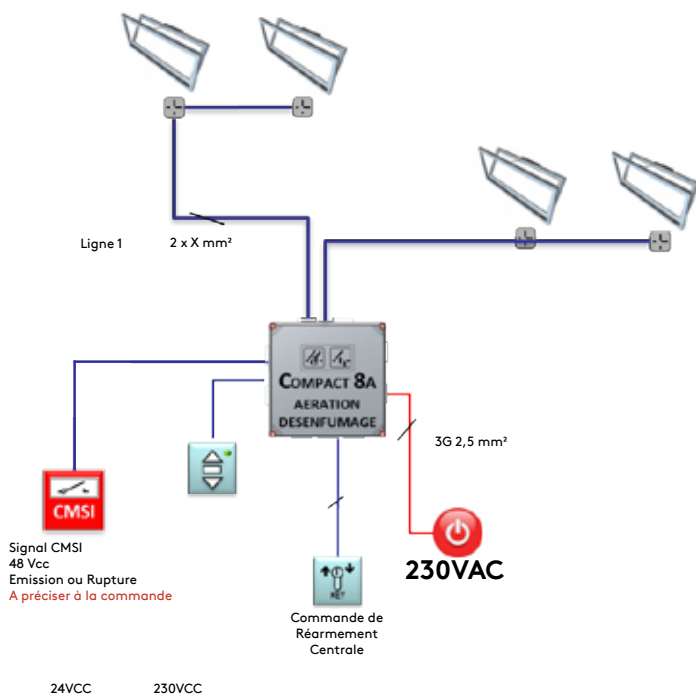 Ligne 1
2 x X mm²
COMPACT 8A
AERATION
DESENFUMAGE
3G 2,5 mm²
CMSI
Signal CMSI
48 Vcc
Emission ou Rupture
A préciser à la commande
230VAC
Commande de
Réarmement
Centrale
24VCC
230VCC